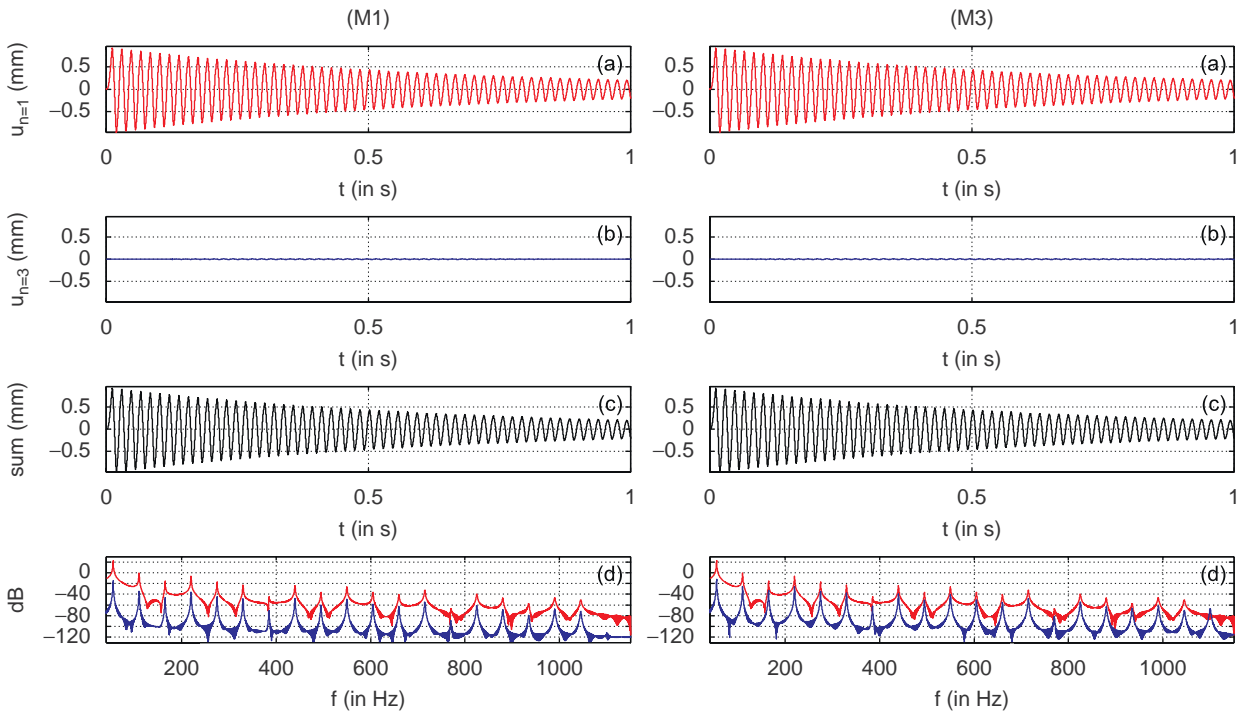 (M1)
(M3)
u_{n=1} (mm)
0.5
0
−0.5
(a)
0
0.5
1
t (in s)
0.5
0
−0.5
(a)
0
0.5
1
t (in s)
u_{n=3} (mm)
0.5
0
−0.5
(b)
0
0.5
1
t (in s)
0.5
0
−0.5
(b)
0
0.5
1
t (in s)
sum (mm)
0.5
0
−0.5
(c)
0
0.5
1
t (in s)
0.5
0
−0.5
(c)
0
0.5
1
t (in s)
dB
0
−40
−80
−120
(d)
200
400
600
800
1000
f (in Hz)
0
−40
−80
−120
(d)
200
400
600
800
1000
f (in Hz)